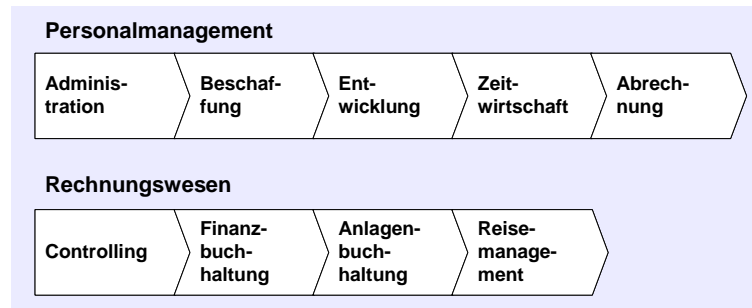 Personalmanagement
Adminis-
tration
Beschaf-
fung
Ent-
wicklung
Zeit-
wirtschaft
Abrech-
nung
Rechnungswesen
Controlling
Finanz-
buch-
haltung
Anlagen-
buch-
haltung
Reise-
manage-
ment